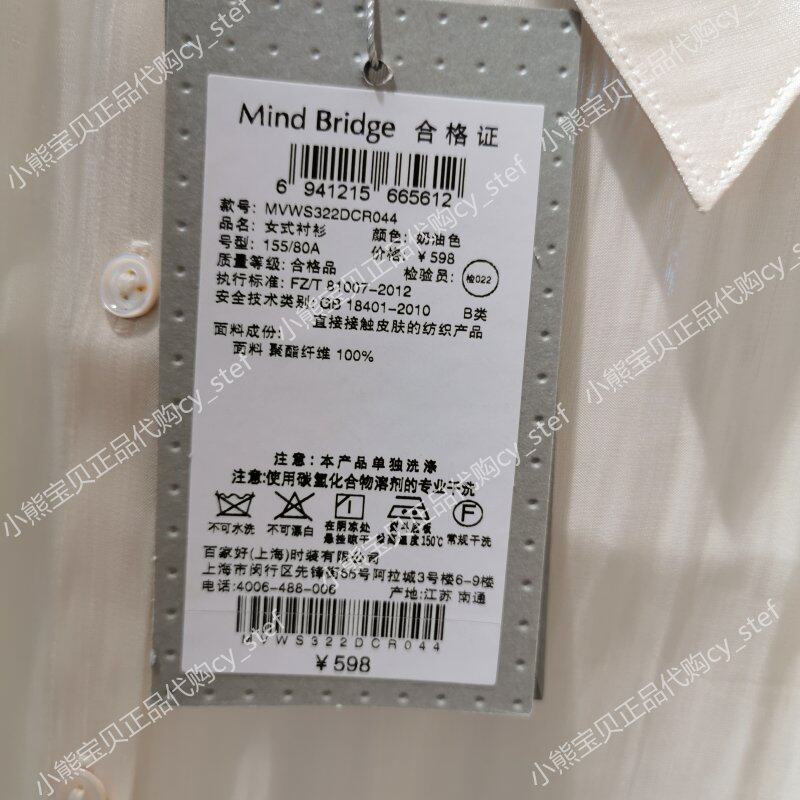 Mind Bridge 合格证
6 941215 665612
款号: MVWS322DCR044
品名: 女式衬衫 颜色: 奶油色
号型: 155/80A 价格: ￥598
质量等级: 合格品 检验员: 检022
执行标准: FZ/T 81007-2012
安全技术类别: GB 18401-2010 B类
直接接触皮肤的纺织产品
面料成份:
面料 聚酯纤维 100%
注意: 本产品单独洗涤
注意:使用碳氢化合物溶剂的专业干洗
不可水洗 不可漂白 在阴凉处悬挂晾干 熨斗底板最高温度150℃ 常规干洗
F
百家好(上海)时装有限公司
上海市闵行区先锋街55号阿拉城3号楼6-9楼
电话:4006-488-006 产地:江苏 南通
MVWS322DCR044
￥598
小熊宝贝正品代购cy_stef